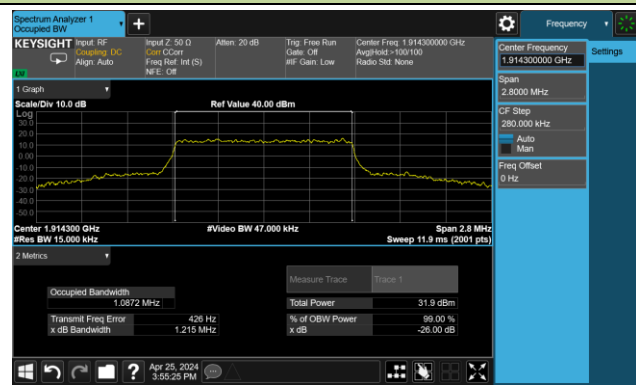 Spectrum Analyzer 1
Occupied BW
Frequency
KEYSIGHT
Input: RF
Coupling: DC
Align: Auto
Input Z: 50 Ω
Corr CCorr
Freq Ref: Int (S)
NFE: Off
Atten: 20 dB
Trig: Free Run
Gate: Off
#IF Gain: Low
Center Freq: 1.914300000 GHz
Avg|Hold:>100/100
Radio Std: None
LXI
Center Frequency
1.914300000 GHz
Settings
Span
2.8000 MHz
CF Step
280.000 kHz
Auto
Man
Freq Offset
0 Hz
1 Graph
Scale/Div 10.0 dB
Ref Value 40.00 dBm
Log
30.0
20.0
10.0
0.00
-10.0
-20.0
-30.0
-40.0
-50.0
Center 1.914300 GHz
#Video BW 47.000 kHz
Span 2.8 MHz
#Res BW 15.000 kHz
Sweep 11.9 ms (2001 pts)
2 Metrics
Measure Trace
Trace 1
Occupied Bandwidth
1.0872 MHz
Total Power
31.9 dBm
Transmit Freq Error
426 Hz
% of OBW Power
99.00 %
x dB Bandwidth
1.215 MHz
x dB
-26.00 dB
?
Apr 25, 2024
3:55:25 PM